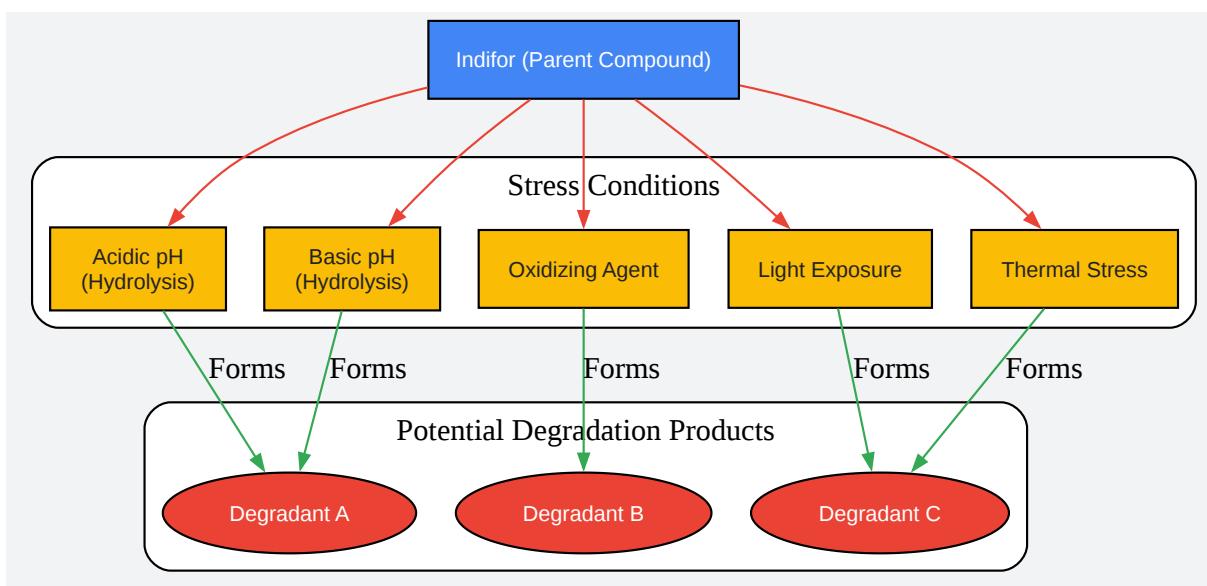 Indifor (Parent Compound)
Stress Conditions
Acidic pH
(Hydrolysis)
Basic pH
(Hydrolysis)
Oxidizing Agent
Light Exposure
Thermal Stress
Forms
Forms
Forms
Forms
Forms
Potential Degradation Products
Degradant A
Degradant B
Degradant C